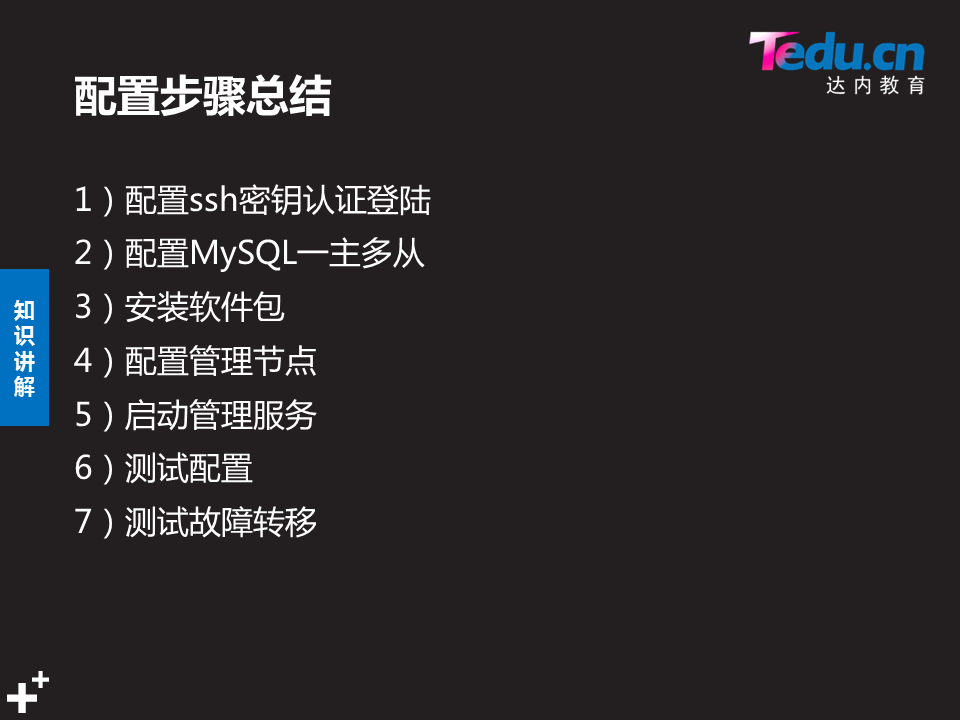 Tedu.cn
达内教育
配置步骤总结
1）配置ssh密钥认证登陆
2）配置MySQL一主多从
3）安装软件包
4）配置管理节点
5）启动管理服务
6）测试配置
7）测试故障转移
知识讲解